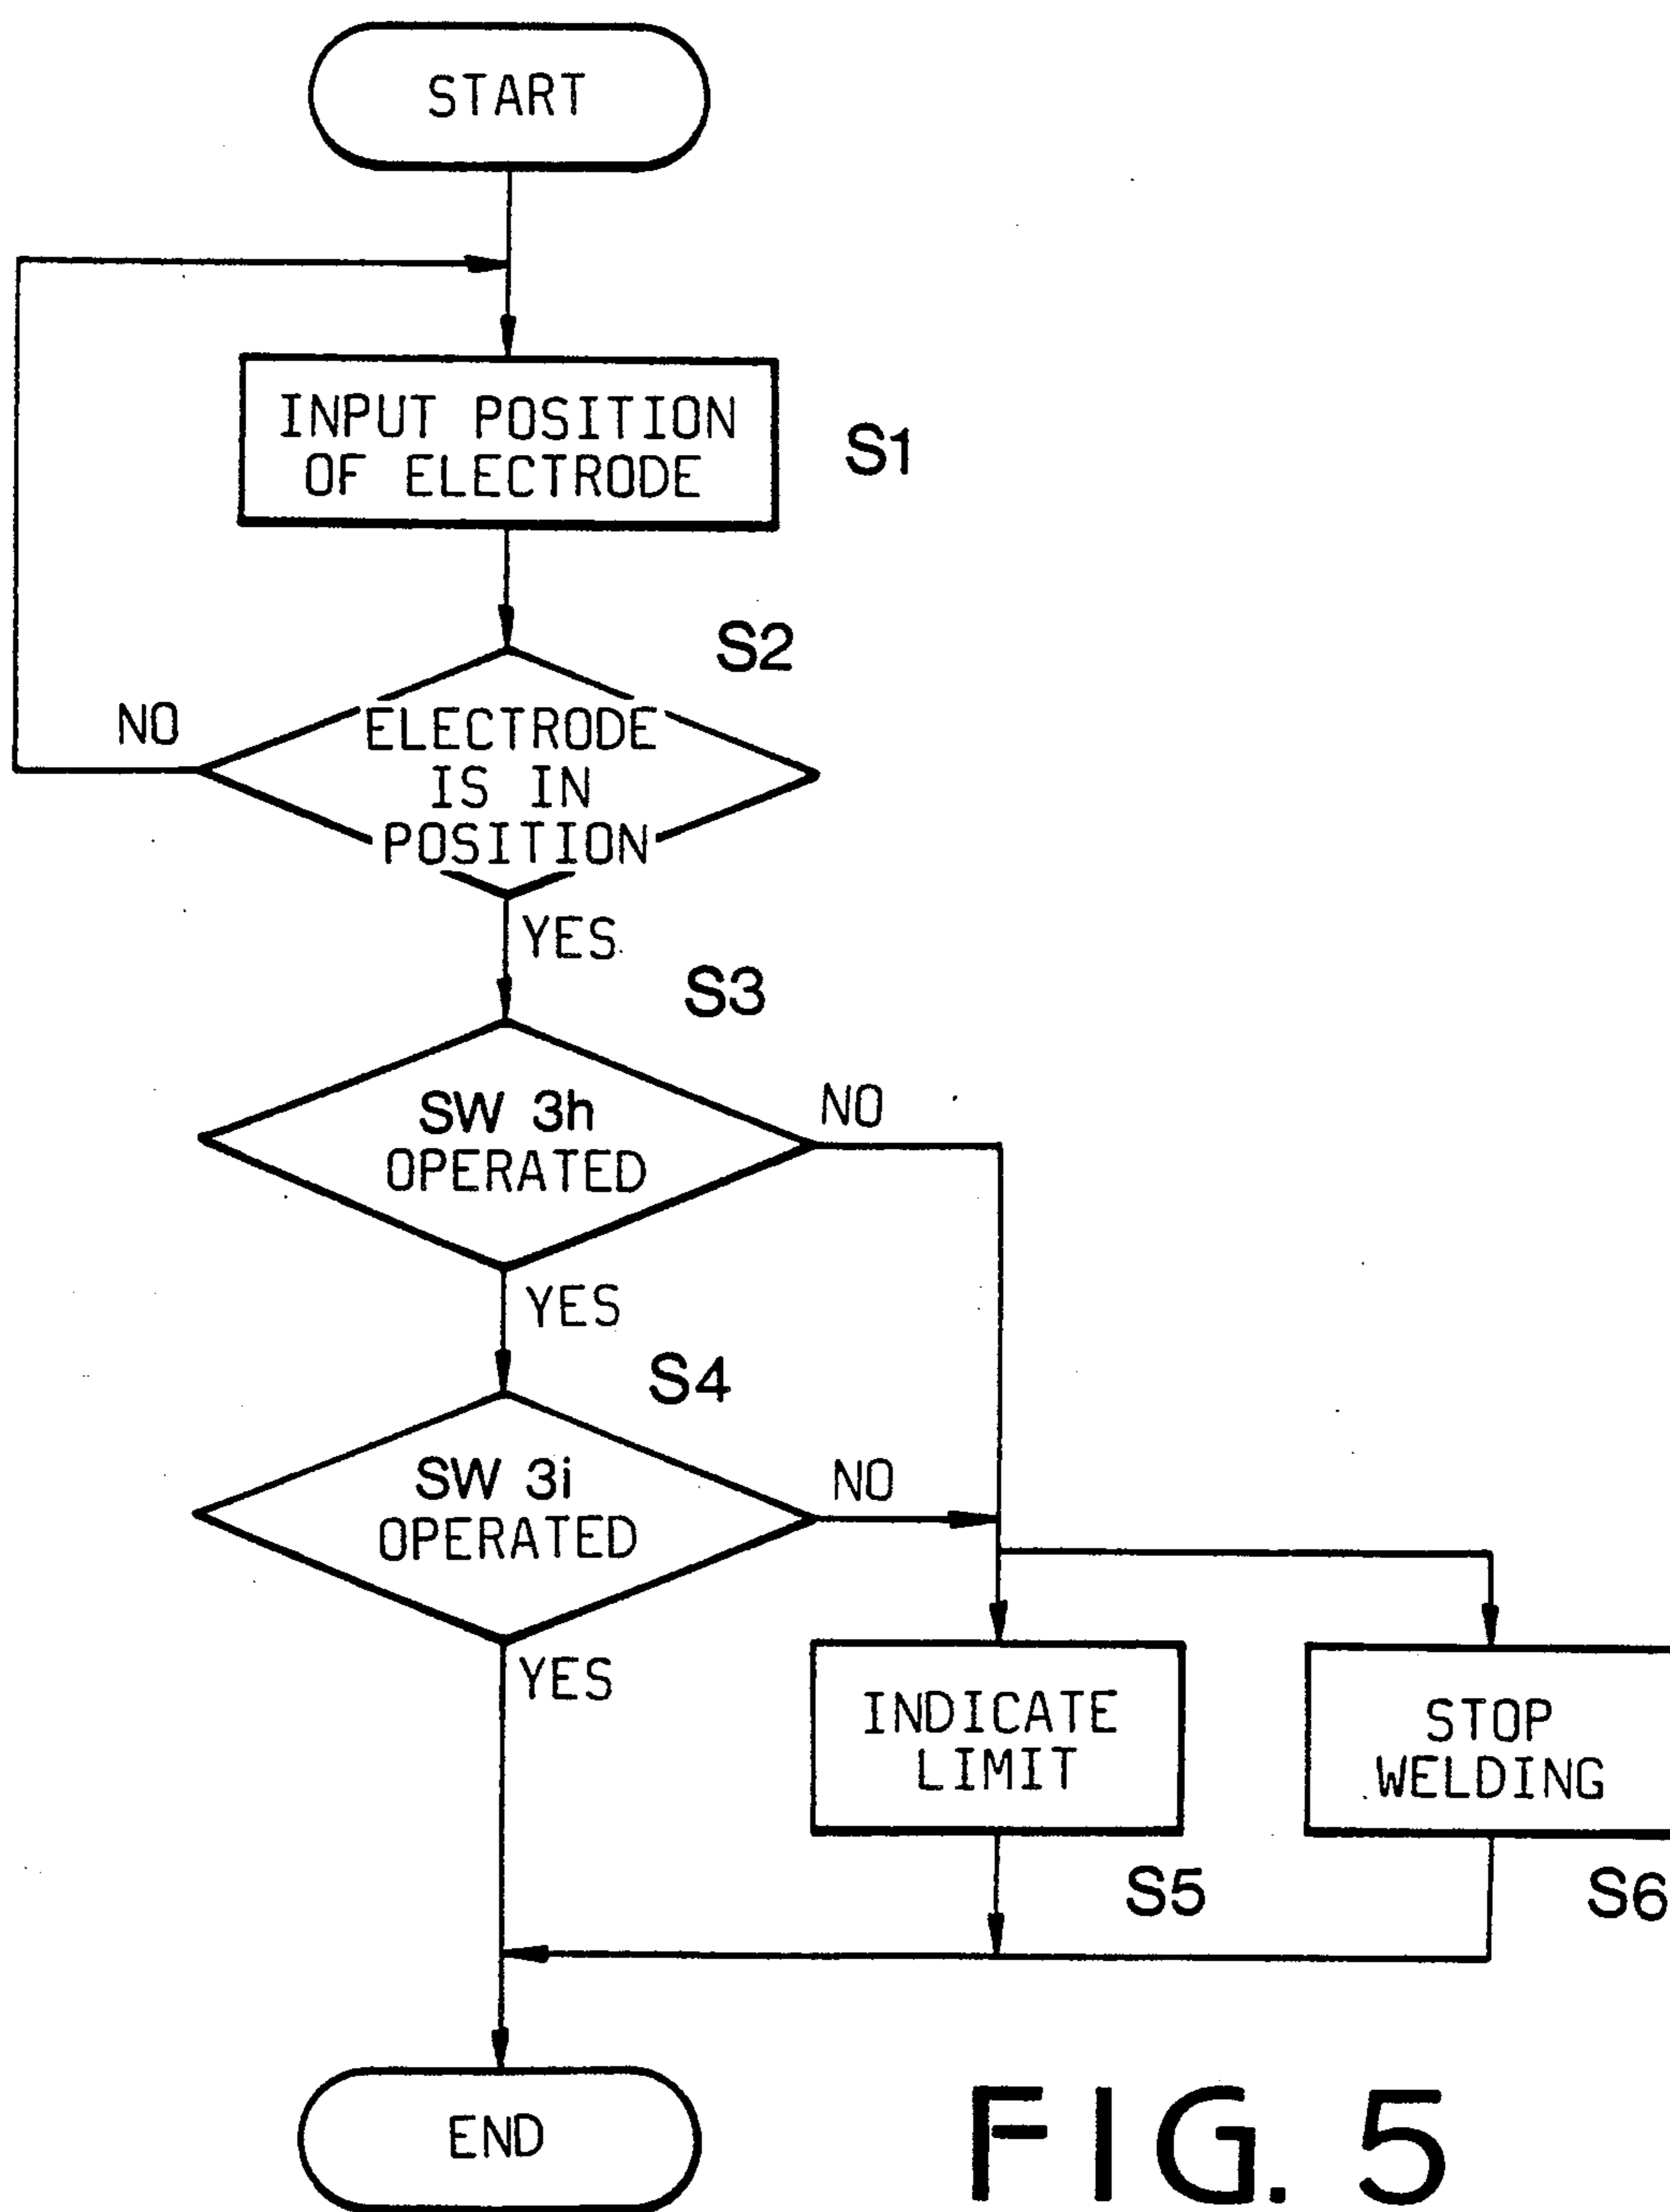 START
INPUT POSITION
OF ELECTRODE
S1
S2
NO
ELECTRODE
IS IN
POSITION
YES
S3
SW 3h
OPERATED
NO
YES
S4
SW 3i
OPERATED
NO
YES
INDICATE
LIMIT
STOP
WELDING
S5
S6
END
FIG. 5